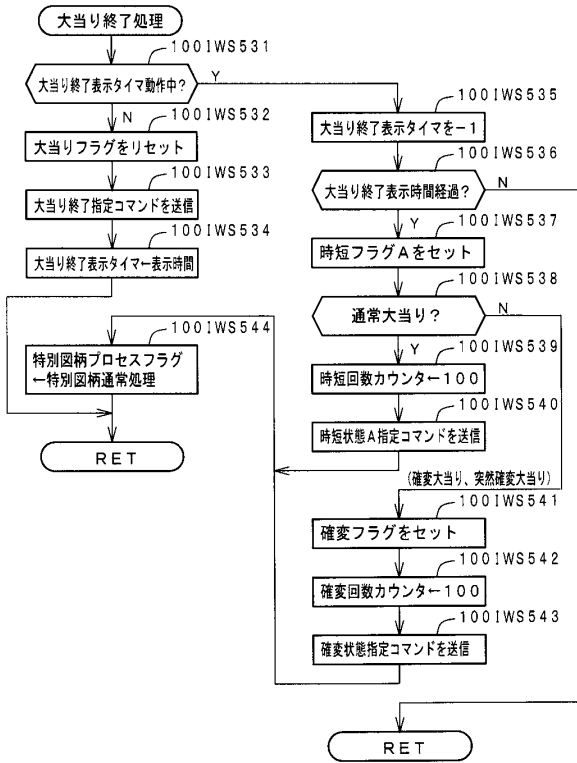 大当り終了処理
100IWS531
大当り終了表示タイマ動作中?
Y
N
100IWS532
大当りフラグをリセット
100IWS533
大当り終了指定コマンドを送信
100IWS534
大当り終了表示タイマ←表示時間
100IWS544
特別図柄プロセスフラグ
←特別図柄通常処理
RET
100IWS535
大当り終了表示タイマを-1
100IWS536
大当り終了表示時間経過?
N
Y
100IWS537
時短フラグAをセット
100IWS538
通常大当り?
N
Y
100IWS539
時短回数カウンタ←100
100IWS540
時短状態A指定コマンドを送信
(確変大当り、突然確変大当り)
100IWS541
確変フラグをセット
100IWS542
確変回数カウンタ←100
100IWS543
確変状態指定コマンドを送信
RET